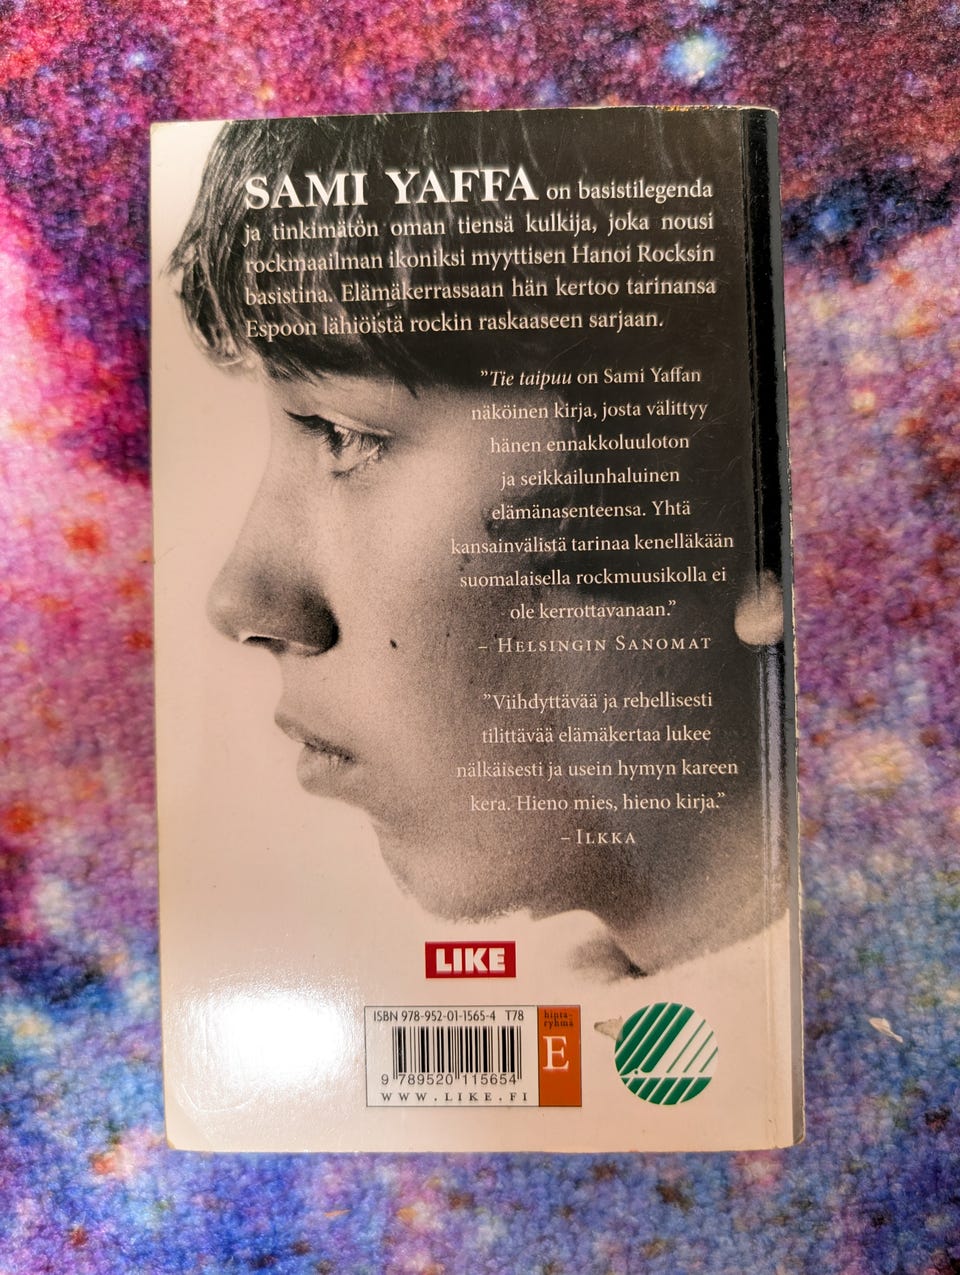 SAMI YAFFA on basistilegenda
ja tinkimätön oman tiensä kulkija, joka nousi
rockmaailman ikoniksi myyttisen Hanoi Rocksin
basistina. Elämäkerrassaan hän kertoo tarinansa
Espoon lähiöistä rockin raskaaseen sarjaan.
”Tie taipuu on Sami Yaffan
näköinen kirja, josta välittyy
hänen ennakkoluuloton
ja seikkailunhaluinen
elämänasenteensa. Yhtä
kansainvälistä tarinaa kenelläkään
suomalaisella rockmuusikolla ei
ole kerrottavanaan.”
– HELSINGIN SANOMAT
”Viihdyttävää ja rehellisesti
tilittävää elämäkertaa lukee
nälkäisesti ja usein hymyn kareen
kera. Hieno mies, hieno kirja.”
– ILKKA
LIKE
ISBN 978-952-01-1565-4 T78
hinta-
ryhmä
E
9 789520 115654
WWW.LIKE.FI